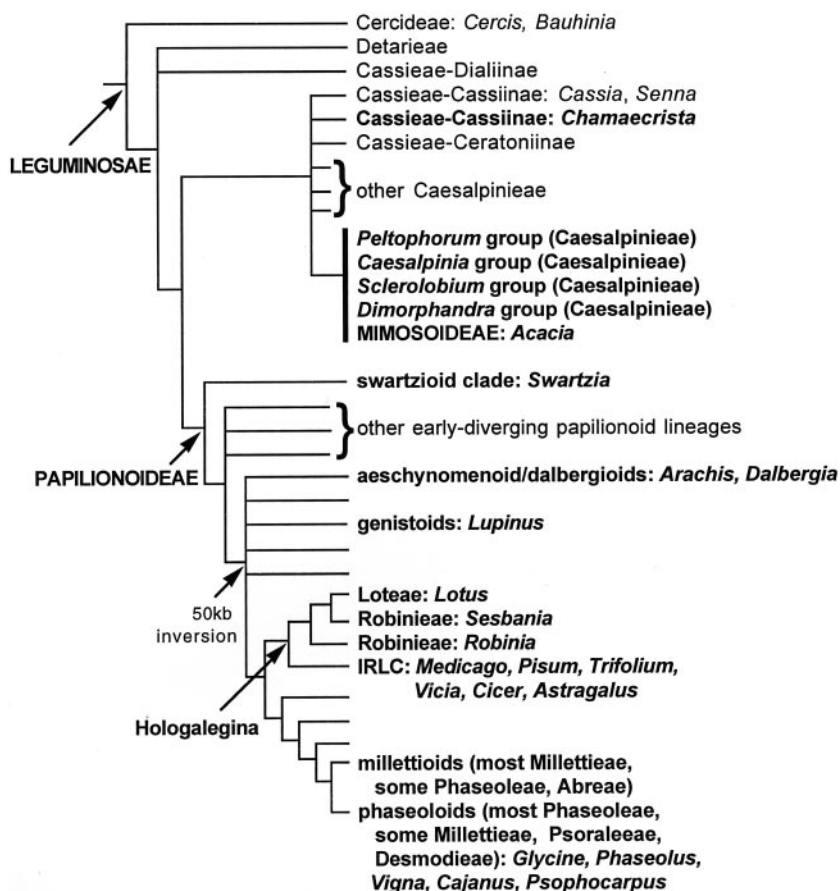 Cercideae: Cercis, Bauhinia
Detarieae
Cassieae-Dialiinae
Cassieae-Cassiinae: Cassia, Senna
Cassieae-Cassiinae: Chamaecrista
Cassieae-Ceratoniinae
LEGUMINOSAE
other Caesalpinieae
Peltophorum group (Caesalpinieae)
Caesalpinia group (Caesalpinieae)
Sclerolobium group (Caesalpinieae)
Dimorphandra group (Caesalpinieae)
MIMOSOIDEAE: Acacia
swartzioid clade: Swartzia
other early-diverging papilionoid lineages
PAPILIONOIDEAE
aeschynomenoid/dalbergioids: Arachis, Dalbergia
genistoids: Lupinus
50kb
inversion
Loteae: Lotus
Robinieae: Sesbania
Robinieae: Robinia
IRLC: Medicago, Pisum, Trifolium,
Vicia, Cicer, Astragalus
Hologalegina
millettioids (most Millettieae,
some Phaseoleae, Abreae)
phaseoloids (most Phaseoleae,
some Millettieae, Psoraleeae,
Desmodieae): Glycine, Phaseolus,
Vigna, Cajanus, Psophocarpus